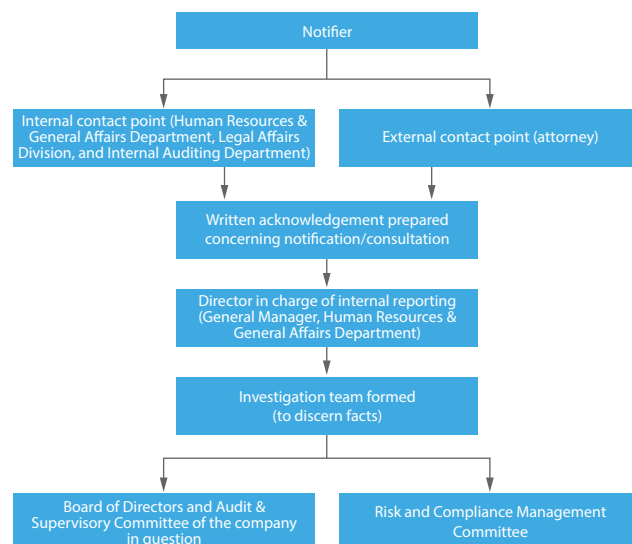 Notifier
Internal contact point (Human Resources &
General Affairs Department, Legal Affairs
Division, and Internal Auditing Department)
External contact point (attorney)
Written acknowledgement prepared
concerning notification/consultation
Director in charge of internal reporting
(General Manager, Human Resources &
General Affairs Department)
Investigation team formed
(to discern facts)
Board of Directors and Audit &
Supervisory Committee of the company
in question
Risk and Compliance Management
Committee